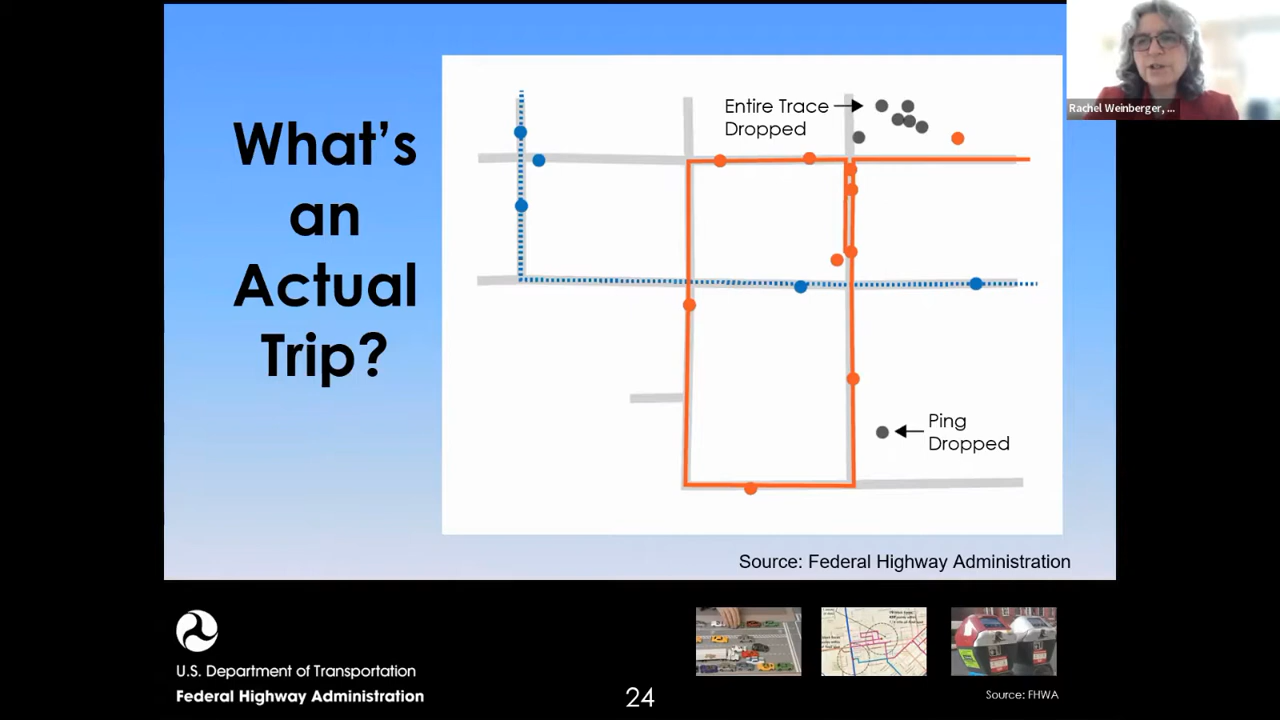 What's
an
Actual
Trip?
Entire Trace
Dropped
Ping
Dropped
Source: Federal Highway Administration
Rachel Weinberger, ...
U.S. Department of Transportation
Federal Highway Administration
24
Source: FHWA